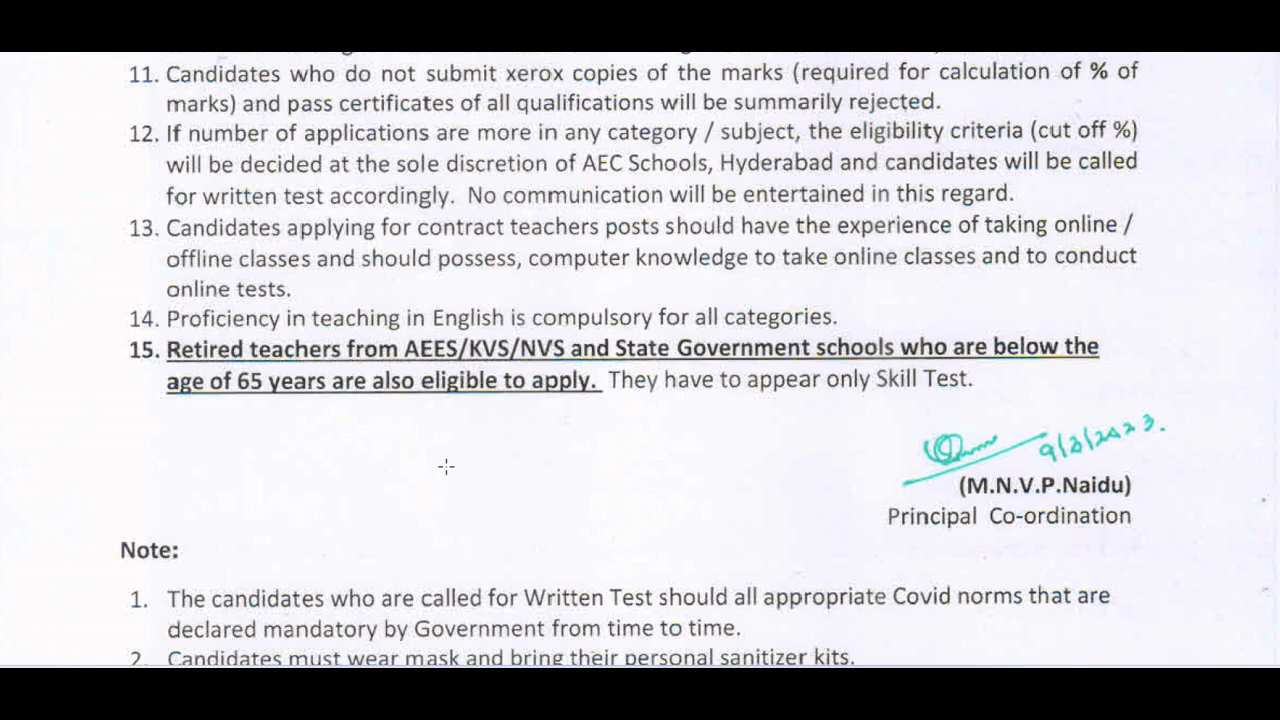 11. Candidates who do not submit xerox copies of the marks (required for calculation of % of
marks) and pass certificates of all qualifications will be summarily rejected.
12. If number of applications are more in any category / subject, the eligibility criteria (cut off %)
will be decided at the sole discretion of AEC Schools, Hyderabad and candidates will be called
for written test accordingly. No communication will be entertained in this regard.
13. Candidates applying for contract teachers posts should have the experience of taking online /
offline classes and should possess, computer knowledge to take online classes and to conduct
online tests.
14. Proficiency in teaching in English is compulsory for all categories.
15. Retired teachers from AEES/KVS/NVS and State Government schools who are below the
age of 65 years are also eligible to apply. They have to appear only Skill Test.
9/3/2023.
(M.N.V.P.Naidu)
Principal Co-ordination
Note:
1. The candidates who are called for Written Test should all appropriate Covid norms that are
declared mandatory by Government from time to time.
2. Candidates must wear mask and bring their personal sanitizer kits.